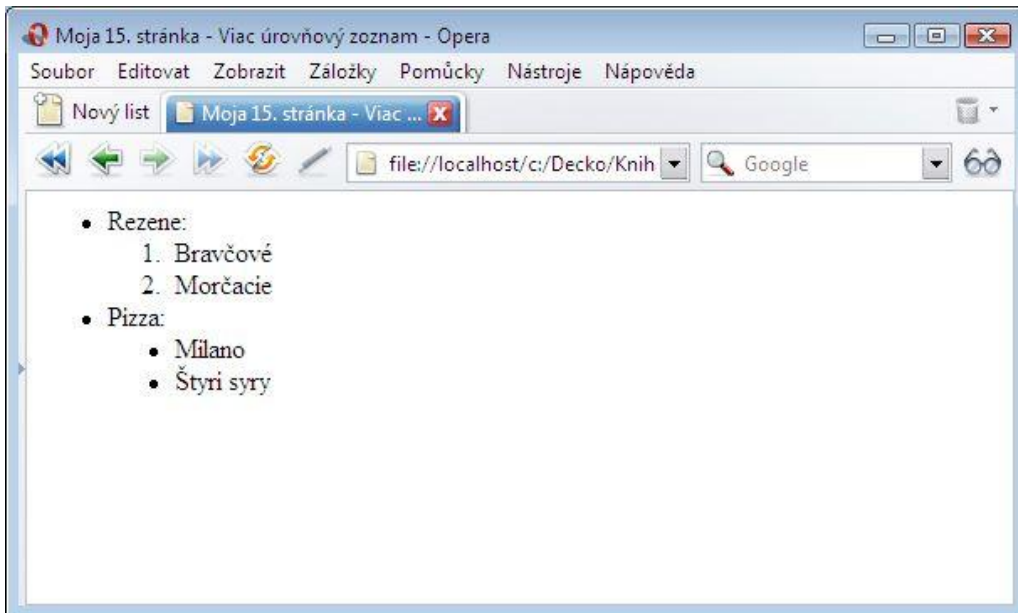 Moja 15. stránka - Viac úrovňový zoznam - Opera
Soubor Editovat Zobrazit Záložky Pomůcky Nástroje Nápověda
Nový list Moja 15. stránka - Viac ...
file://localhost/c:/Decko/Knih Google
• Rezene:
1. Bravčové
2. Morčacie
• Pizza:
• Milano
• Štyri syry